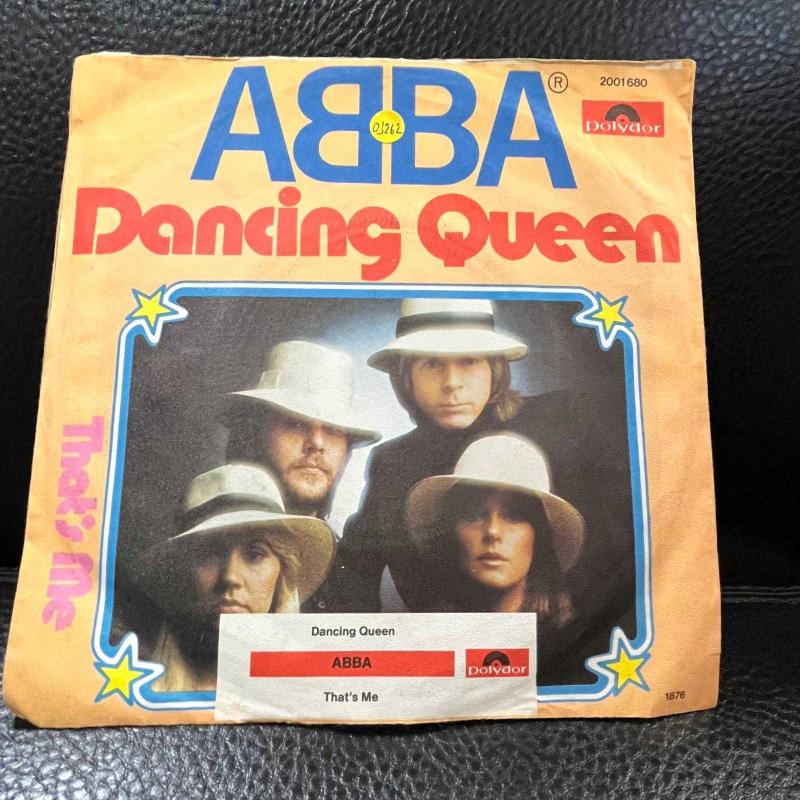 ABBA ®
03262
2001680
polydor
Dancing Queen
That's Me
Dancing Queen
ABBA
polydor
That's Me
1876